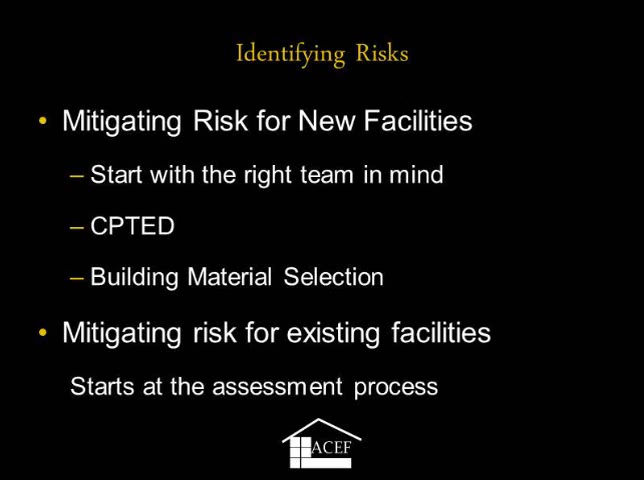 Identifying Risks
• Mitigating Risk for New Facilities
– Start with the right team in mind
– CPTED
– Building Material Selection
• Mitigating risk for existing facilities
Starts at the assessment process
ACEF